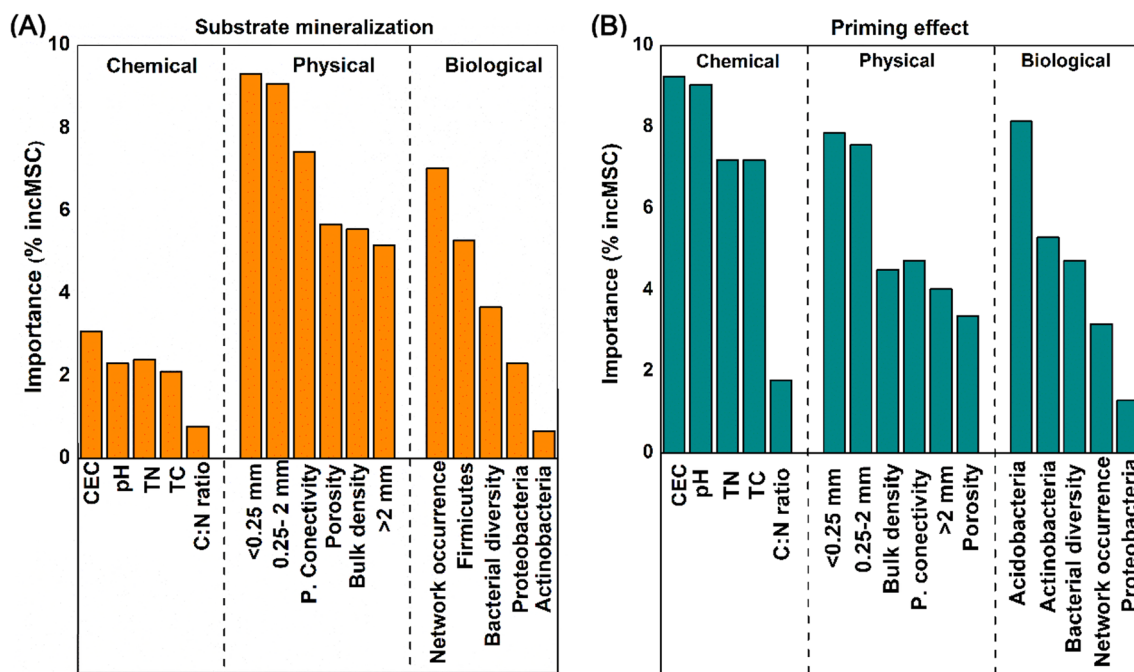 (A)
Substrate mineralization
Chemical
Physical
Biological
Importance (% incMSC)
10
8
6
4
2
0
CEC
pH
TN
TC
C:N ratio
<0.25 mm
0.25- 2 mm
P. Conectivity
Porosity
Bulk density
>2 mm
Network occurrence
Firmicutes
Bacterial diversity
Proteobacteria
Actinobacteria
(B)
Priming effect
Chemical
Physical
Biological
Importance (% incMSC)
10
8
6
4
2
0
CEC
pH
TN
TC
C:N ratio
<0.25 mm
0.25–2 mm
Bulk density
P. conectivity
>2 mm
Porosity
Acidobacteria
Actinobacteria
Bacterial diversity
Network occurrence
Proteobacteria